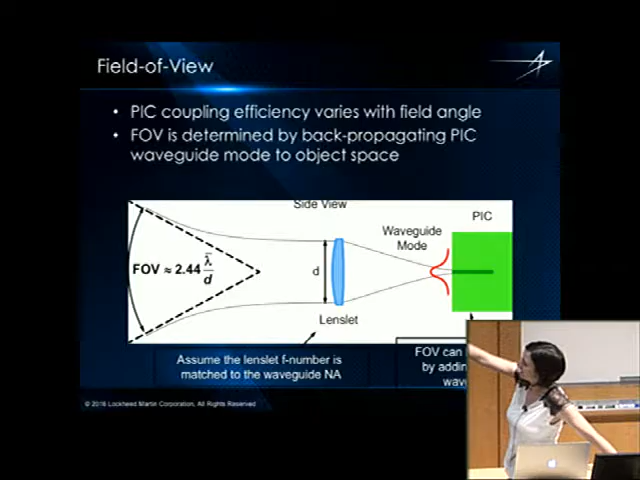 Field-of-View
• PIC coupling efficiency varies with field angle
• FOV is determined by back-propagating PIC
waveguide mode to object space
Side View
PIC
Waveguide
Mode
FOV ≈ 2.44 λ̄/d
d
Lenslet
Assume the lenslet f-number is
matched to the waveguide NA
FOV can
by addin
wav
© 2016 Lockheed Martin Corporation, All Rights Reserved